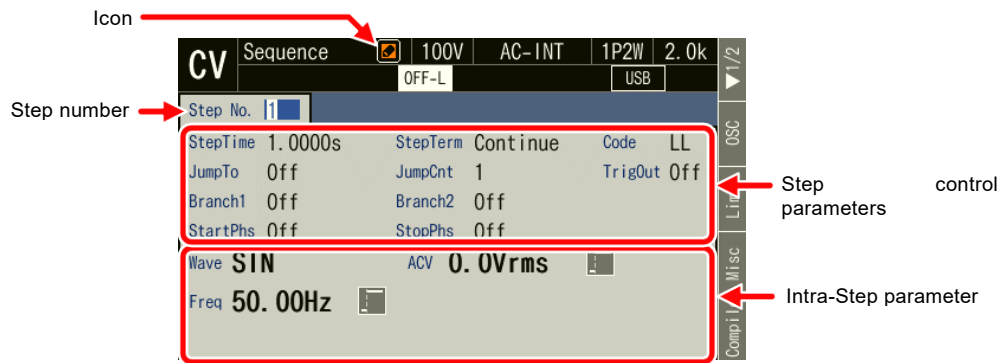 Icon
CV Sequence 100V AC-INT 1P2W 2.0k
OFF-L USB
▼1/2
Step number
Step No. 1
OSC
StepTime 1.0000s StepTerm Continue Code LL
JumpTo Off JumpCnt 1 TrigOut Off
Branch1 Off Branch2 Off
StartPhs Off StopPhs Off
Step control
parameters
Misc
Wave SIN ACV 0.0Vrms
Freq 50.00Hz
Intra-Step parameter